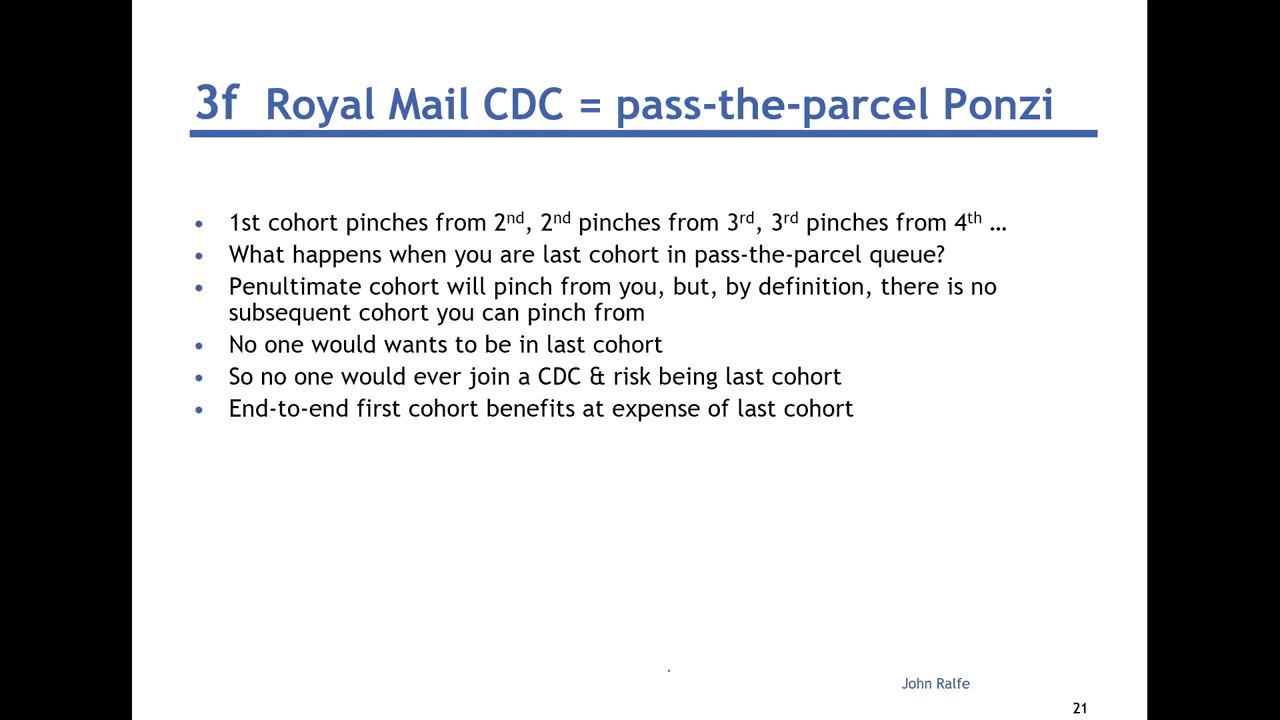 3f Royal Mail CDC = pass-the-parcel Ponzi
• 1st cohort pinches from 2nd, 2nd pinches from 3rd, 3rd pinches from 4th …
• What happens when you are last cohort in pass-the-parcel queue?
• Penultimate cohort will pinch from you, but, by definition, there is no
subsequent cohort you can pinch from
• No one would wants to be in last cohort
• So no one would ever join a CDC & risk being last cohort
• End-to-end first cohort benefits at expense of last cohort
.
John Ralfe
21